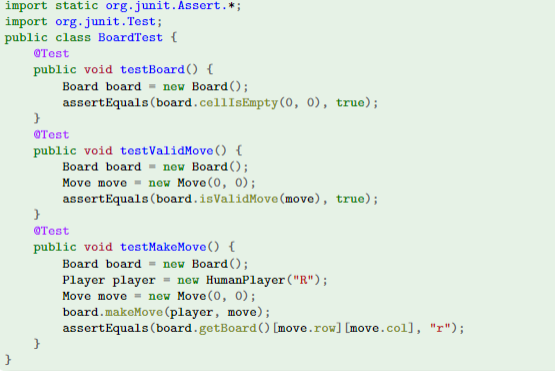 import static org.junit.Assert.*;
import org.junit.Test;
public class BoardTest {
@Test
public void testBoard() {
Board board = new Board();
assertEquals(board.cellIsEmpty(0, 0), true);
}
@Test
public void testValidMove() {
Board board = new Board();
Move move = new Move(0, 0);
assertEquals(board.isValidMove(move), true);
}
@Test
public void testMakeMove() {
Board board = new Board();
Player player = new HumanPlayer("R");
Move move = new Move(0, 0);
board.makeMove(player, move);
assertEquals(board.getBoard()[move.row][move.col], "r");
}
}